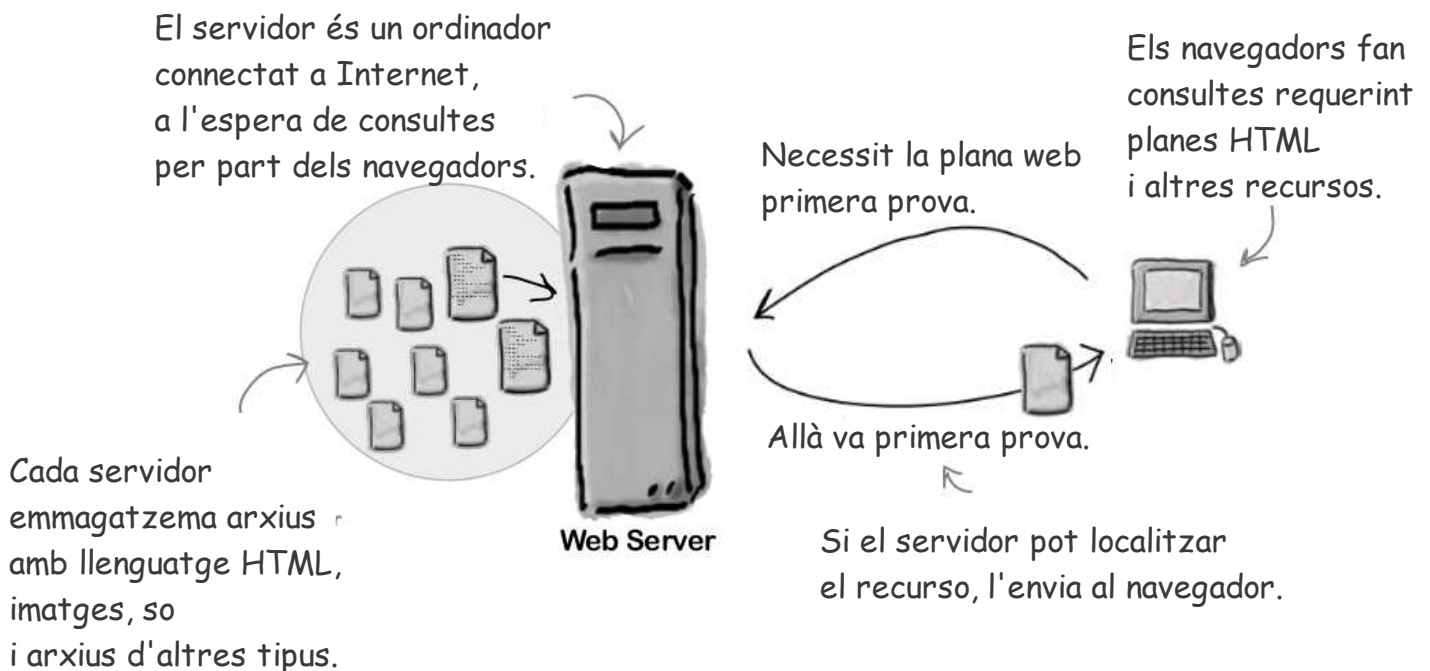 El servidor és un ordinador
connectat a Internet,
a l'espera de consultes
per part dels navegadors.
Els navegadors fan
consultes requerint
planes HTML
i altres recursos.
Necessit la plana web
primera prova.
Allà va primera prova.
Cada servidor
emmagatzema arxius
amb llenguatge HTML,
imatges, so
i arxius d'altres tipus.
Web Server
Si el servidor pot localitzar
el recurso, l'envia al navegador.